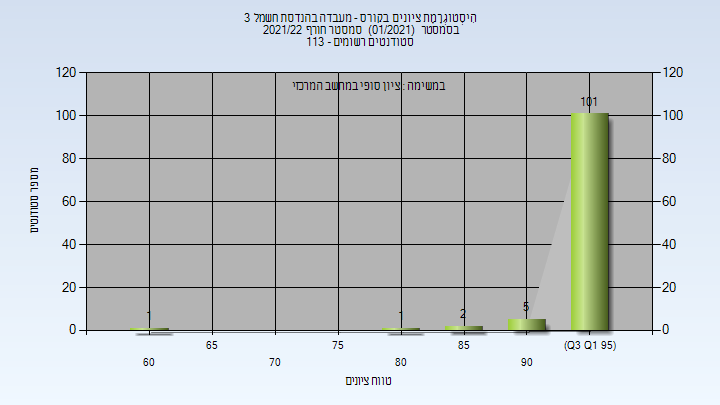 היסטוגרמת ציונים בקורס - מעבדה בהנדסת חשמל 3
בסמסטר (01/2021) סמסטר חורף 2021/22
סטודנטים רשומים - 113
במשימה : ציון סופי במחשב המרכזי
120 120
100 100
80 80
60 60
40 40
20 20
0 0
1 1 2 5 101
מספר סטודנטים
60 65 70 75 80 85 90 (Q3 Q1 95)
טווח ציונים